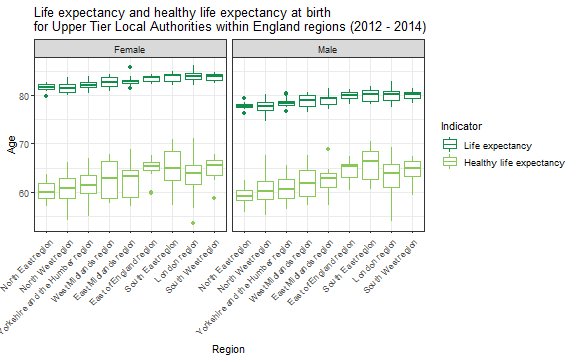 Life expectancy and healthy life expectancy at birth
for Upper Tier Local Authorities within England regions (2012 - 2014)
Female
Male
80
70
60
Age
North East region
North West region
Yorkshire and the Humber region
West Midlands region
East Midlands region
East of England region
South East region
London region
South West region
North East region
North West region
Yorkshire and the Humber region
West Midlands region
East Midlands region
East of England region
South East region
London region
South West region
Region
Indicator
Life expectancy
Healthy life expectancy